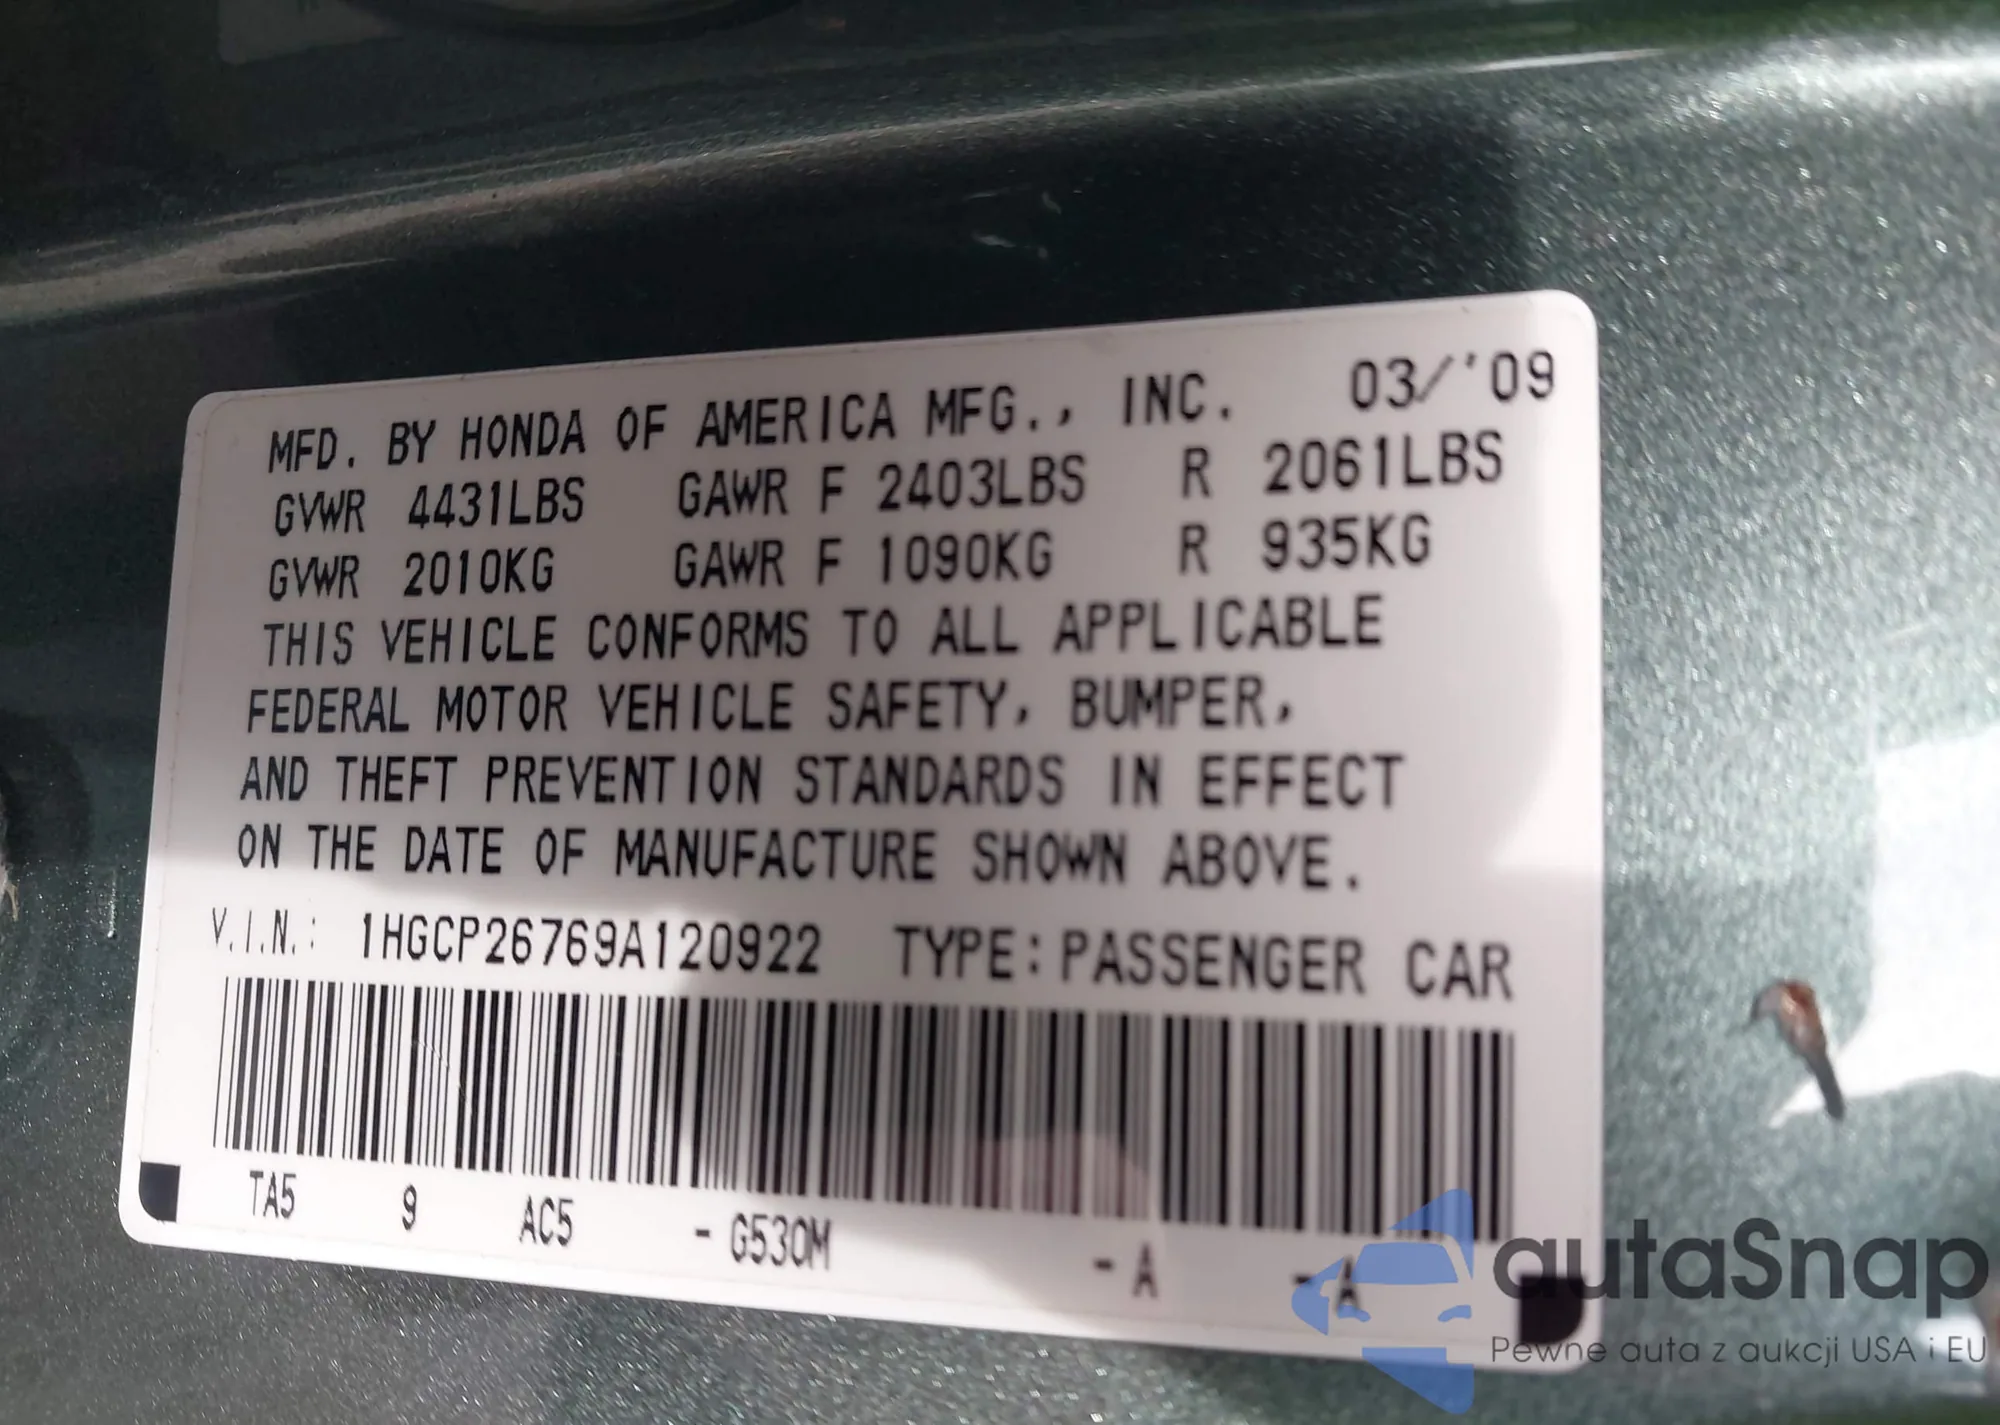 MFD. BY HONDA OF AMERICA MFG., INC. 03/'09
GVWR 4431LBS GAWR F 2403LBS R 2061LBS
GVWR 2010KG GAWR F 1090KG R 935KG
THIS VEHICLE CONFORMS TO ALL APPLICABLE
FEDERAL MOTOR VEHICLE SAFETY, BUMPER,
AND THEFT PREVENTION STANDARDS IN EFFECT
ON THE DATE OF MANUFACTURE SHOWN ABOVE.
V.I.N.: 1HGCP26769A120922 TYPE:PASSENGER CAR
TA5 9 AC5 -G530M -A -A
autaSnap
Pewne auta z aukcji USA i EU